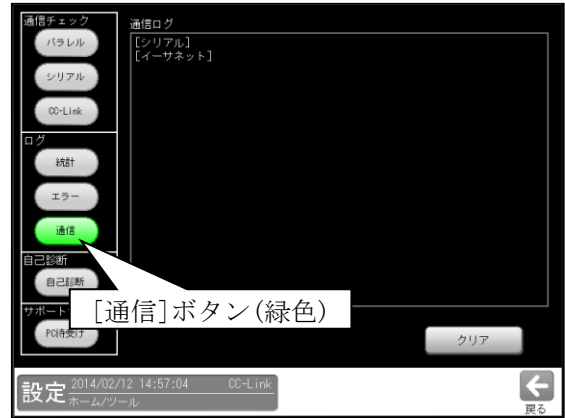 通信チェック
パラレル
シリアル
CC-Link
ログ
統計
エラー
通信
自己診断
自己診断
サポート
PC待受け
通信ログ
[シリアル]
[イーサネット]
[通信]ボタン(緑色)
クリア
設定 2014/02/12 14:57:04 CC-Link
ホーム/ツール
戻る